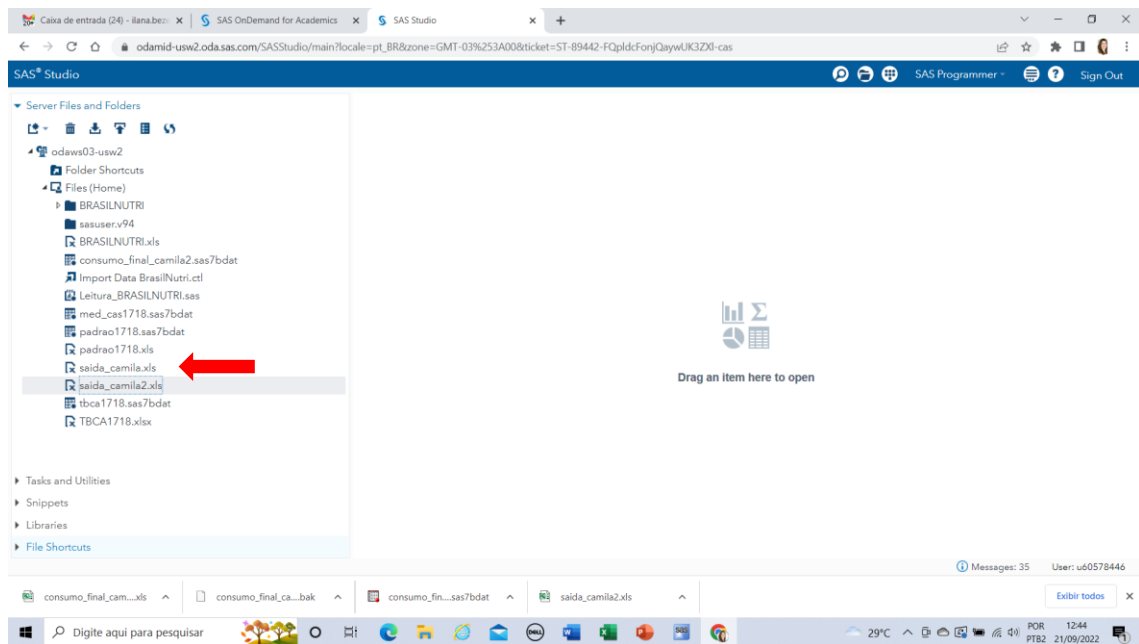 Caixa de entrada (24) - ilana.beze
SAS OnDemand for Academics
SAS Studio
odamid-usw2.oda.sas.com/SASStudio/main?locale=pt_BR&zone=GMT-03%253A00&ticket=ST-89442-FQpldcFonjQaywUK3ZXl-cas
SAS® Studio
SAS Programmer
Sign Out
Server Files and Folders
odaws03-usw2
Folder Shortcuts
Files (Home)
BRASILNUTRI
sasuser.v94
BRASILNUTRI.xls
consumo_final_camila2.sas7bdat
Import Data BrasilNutri.ctl
Leitura_BRASILNUTRI.sas
med_cas1718.sas7bdat
padrao1718.sas7bdat
padrao1718.xls
saida_camila.xls
saida_camila2.xls
tbca1718.sas7bdat
TBCA1718.xlsx
Drag an item here to open
Tasks and Utilities
Snippets
Libraries
File Shortcuts
Messages: 35 User: u60578446
consumo_final_cam....xls
consumo_final_ca....bak
consumo_fin....sas7bdat
saida_camila2.xls
Exibir todos
Digite aqui para pesquisar
29°C
POR
PTB2
12:44
21/09/2022